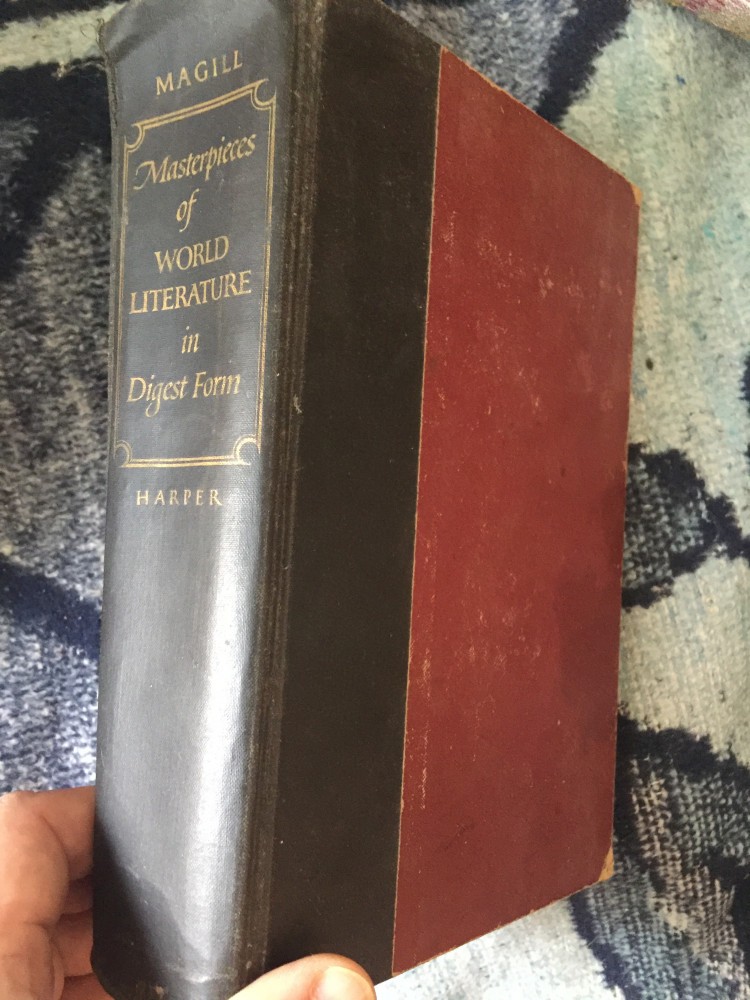 MAGILL
Masterpieces
of
WORLD
LITERATURE
in
Digest Form
HARPER